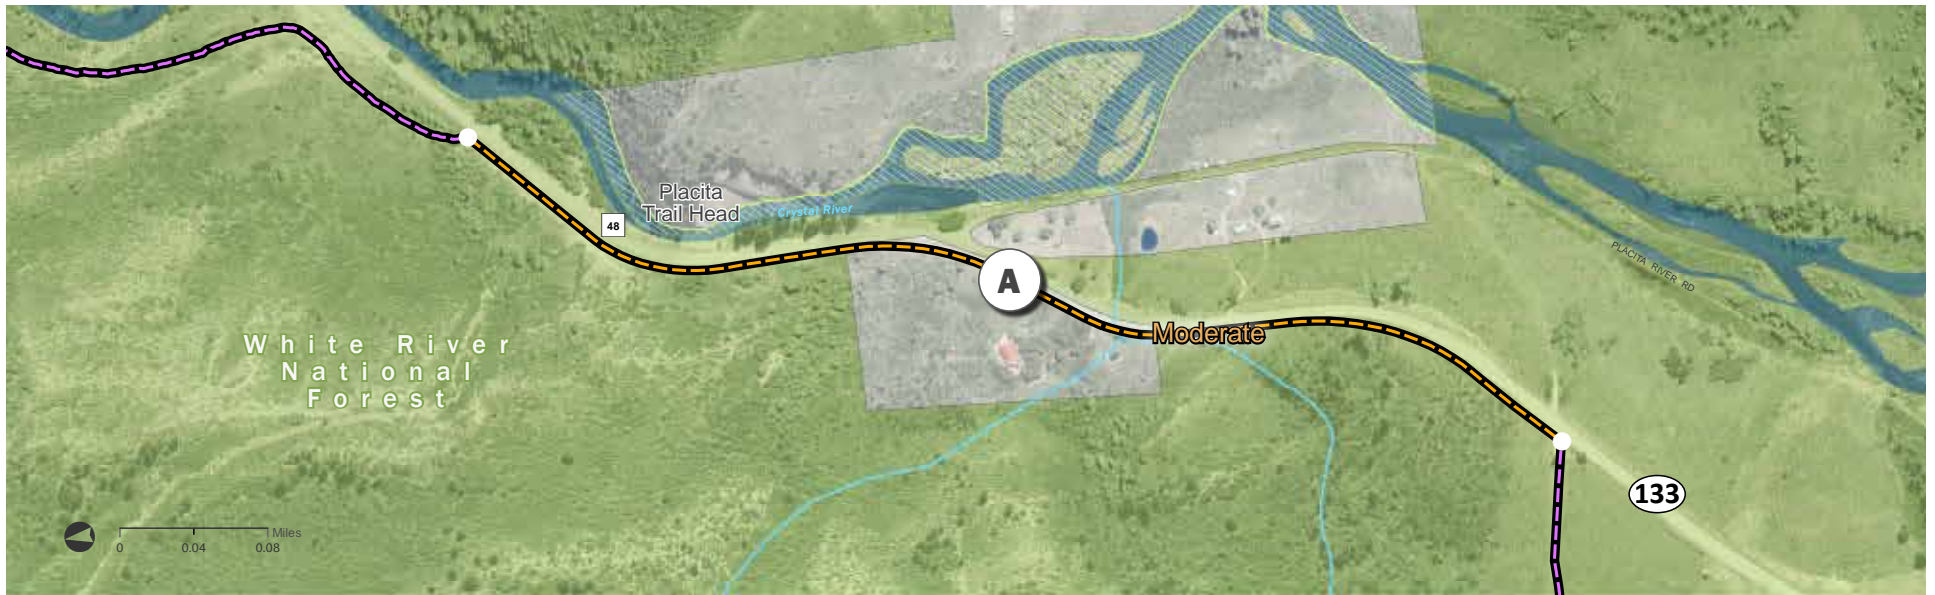 Placita
Trail Head
Crystal River
48
A
PLACITA RIVER RD
Moderate
White River
National
Forest
133
Miles
0 0.04 0.08